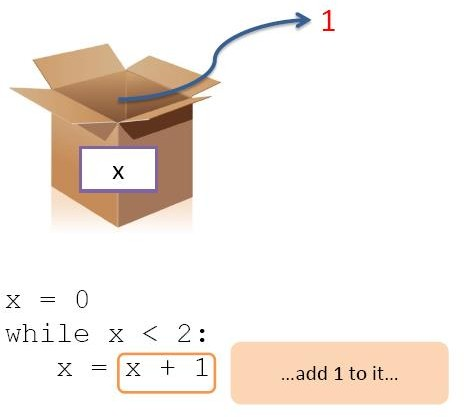 1
x
x = 0
while x < 2:
    x = x + 1
...add 1 to it...